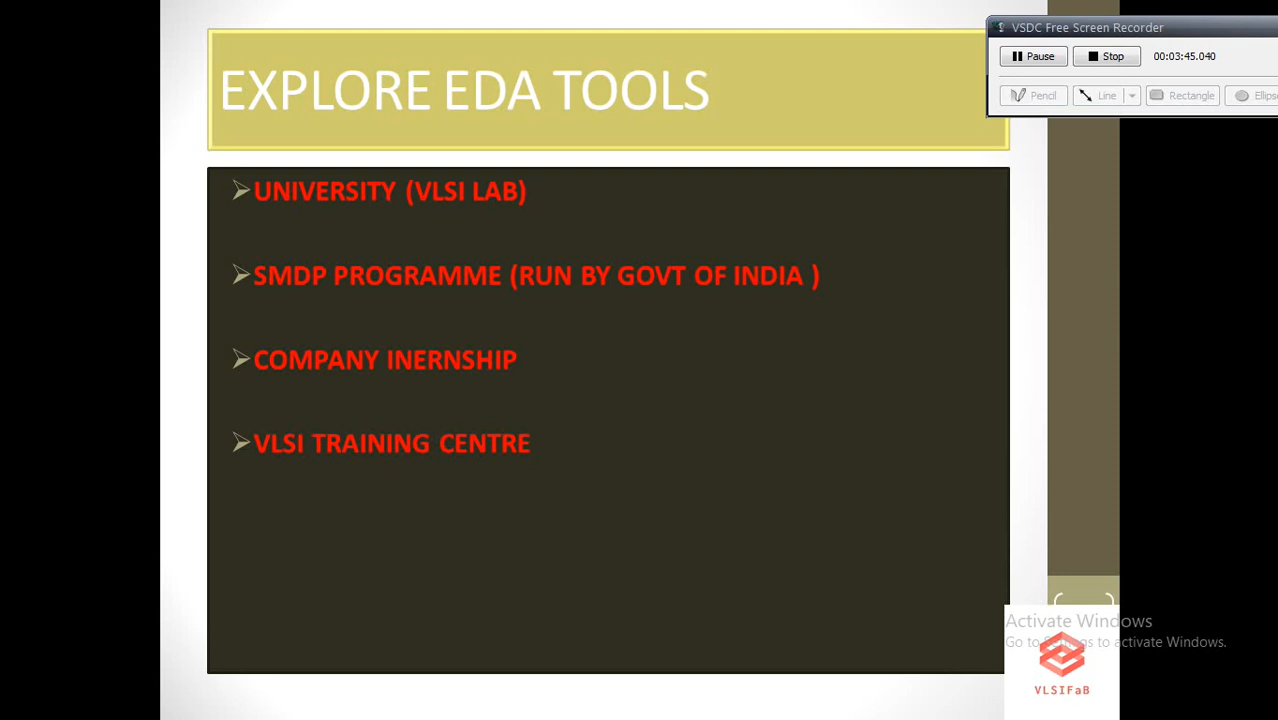 VSDC Free Screen Recorder
EXPLORE EDA TOOLS
Pause Stop 00:03:45.040
Pencil Line Rectangle Ellipse
UNIVERSITY (VLSI LAB)
SMDP PROGRAMME (RUN BY GOVT OF INDIA )
COMPANY INERNSHIP
VLSI TRAINING CENTRE
Activate Windows
Go to Settings to activate Windows.
VLSIFaB